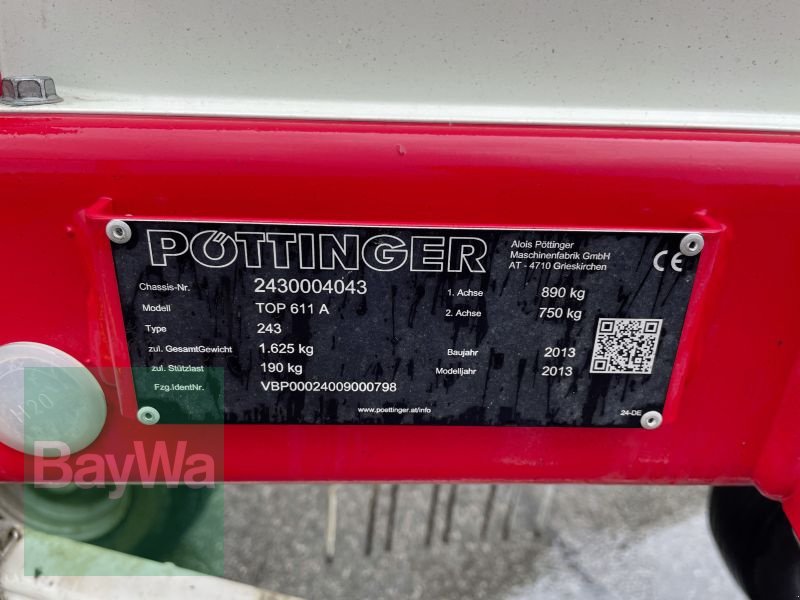 PÖTTINGER
Alois Pöttinger
Maschinenfabrik GmbH
AT - 4710 Grieskirchen
CE
Chassis-Nr. 2430004043
1. Achse 890 kg
Modell TOP 611 A
2. Achse 750 kg
Type 243
zul. GesamtGewicht 1.625 kg
Baujahr 2013
zul. Stützlast 190 kg
Modelljahr 2013
Fzg.IdentNr. VBP00024009000798
www.poettinger.at/info
24-DE
H20
BayWa